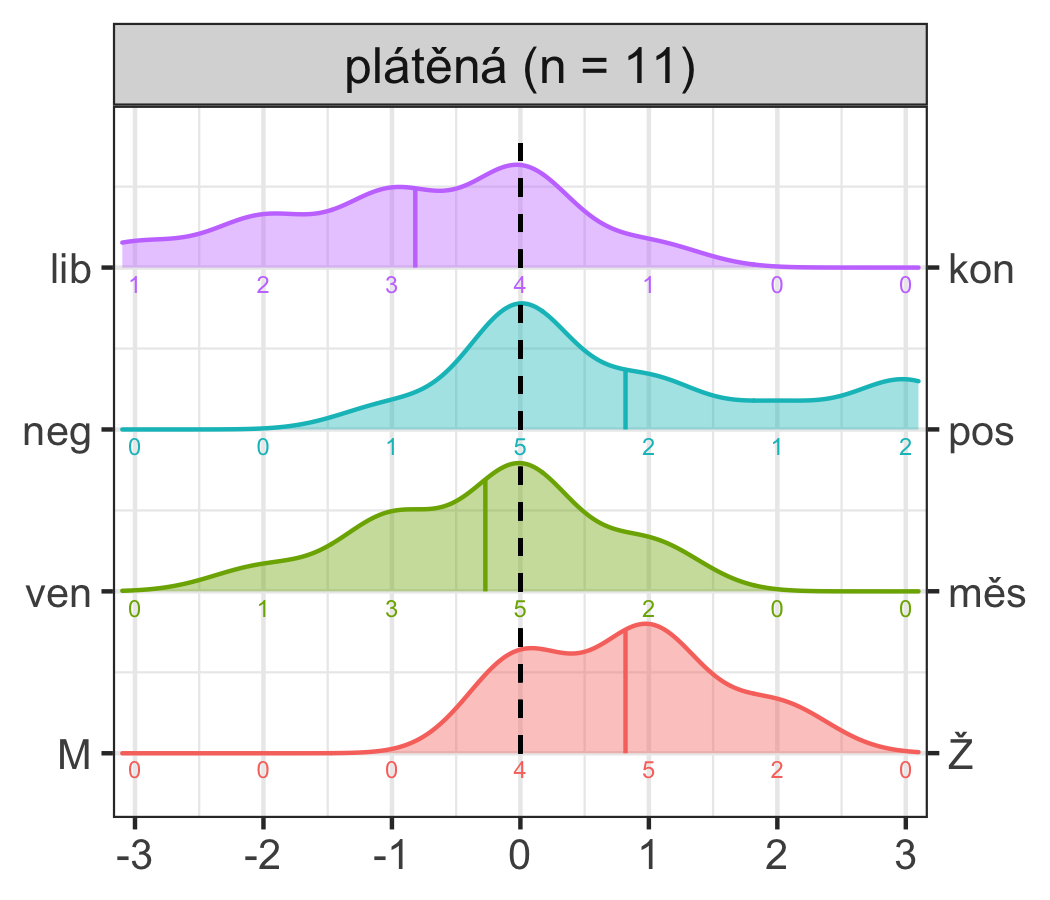 plátěná (n = 11)
lib kon
1 2 3 4 1 0 0
neg pos
0 0 1 5 2 1 2
ven měs
0 1 3 5 2 0 0
M Ž
0 0 0 4 5 2 0
-3 -2 -1 0 1 2 3